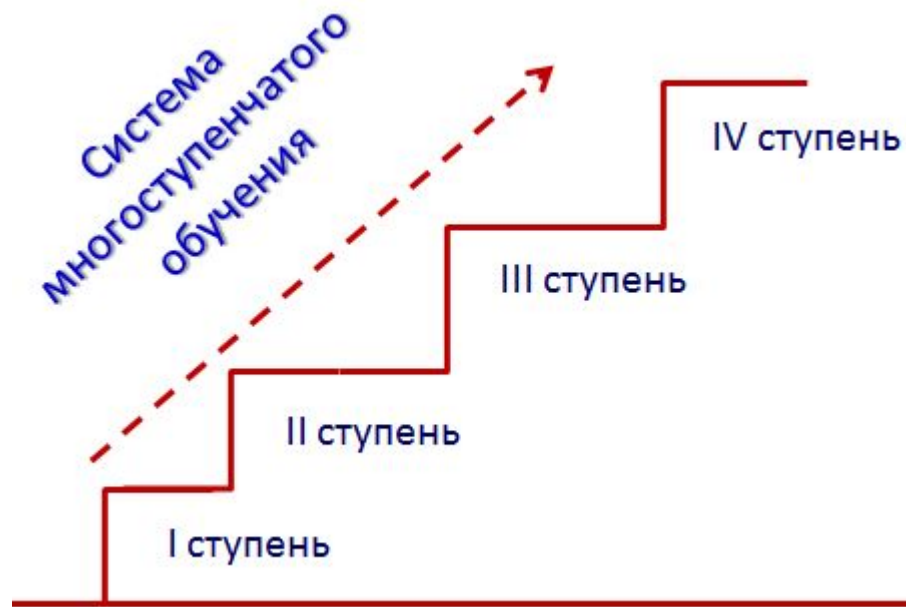 Система
многоступенчатого
обучения
IV ступень
III ступень
II ступень
I ступень